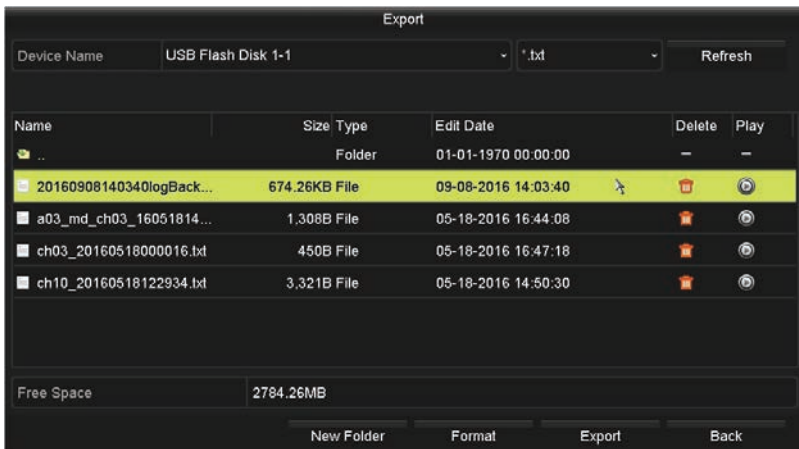 Export
Device Name USB Flash Disk 1-1 *.txt Refresh
Name Size Type Edit Date Delete Play
.. Folder 01-01-1970 00:00:00 — —
20160908140340logBack... 674.26KB File 09-08-2016 14:03:40
a03_md_ch03_16051814... 1,308B File 05-18-2016 16:44:08
ch03_20160518000016.txt 450B File 05-18-2016 16:47:18
ch10_20160518122934.txt 3,321B File 05-18-2016 14:50:30
Free Space 2784.26MB
New Folder Format Export Back